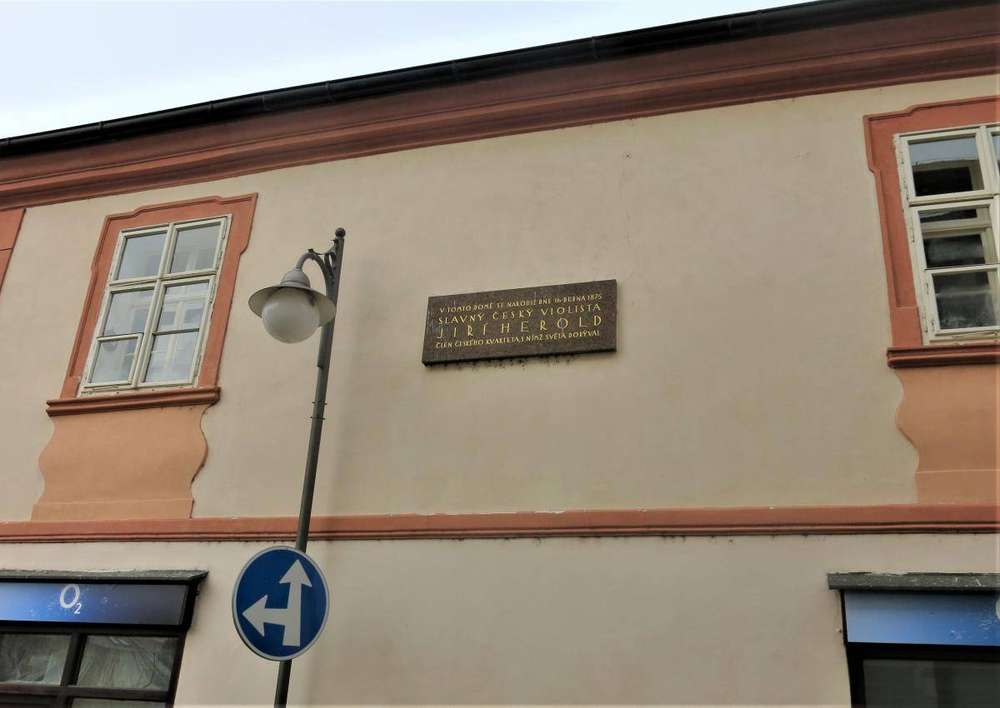 V TOMTO DOMĚ SE NARODIL DNE 16. DUBNA 1875
SLAVNÝ ČESKÝ VIOLISTA
JIŘÍ HEROLD
ČLEN ČESKÉHO KVARTETA, S NÍMŽ SVĚTA DOBÝVAL
O2